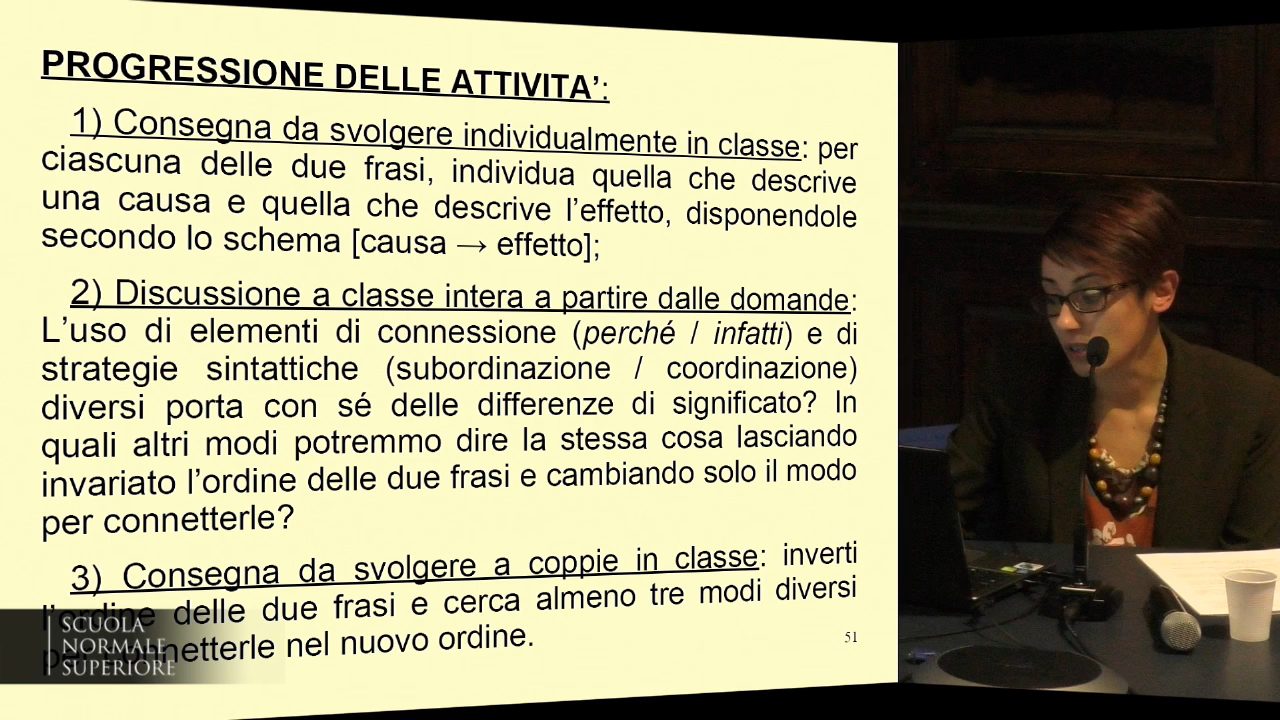 PROGRESSIONE DELLE ATTIVITA’:
1) Consegna da svolgere individualmente in classe: per
ciascuna delle due frasi, individua quella che descrive
una causa e quella che descrive l’effetto, disponendole
secondo lo schema [causa → effetto];
2) Discussione a classe intera a partire dalle domande:
L’uso di elementi di connessione (perché / infatti) e di
strategie sintattiche (subordinazione / coordinazione)
diversi porta con sé delle differenze di significato? In
quali altri modi potremmo dire la stessa cosa lasciando
invariato l’ordine delle due frasi e cambiando solo il modo
per connetterle?
3) Consegna da svolgere a coppie in classe: inverti
l’ordine delle due frasi e cerca almeno tre modi diversi
per connetterle nel nuovo ordine.
51
SCUOLA
NORMALE
SUPERIORE